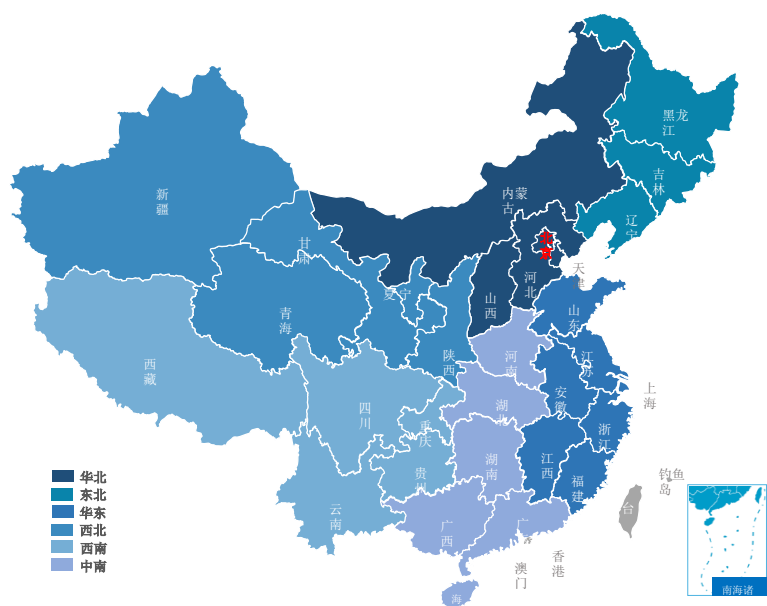 黑龙
江
吉
林
辽
宁
内蒙
古
新
疆
甘
肃
北
京
天
津
河
北
山
西
夏宁
青
海
山
东
陕
西
河
南
江
苏
西
藏
安
徽
上
海
四
川
湖
北
重
庆
浙
江
湖
南
江
西
贵
州
福
建
钓鱼
岛
云
南
台
广
西
广
香
港
澳
门
海
南海诸
华北
东北
华东
西北
西南
中南